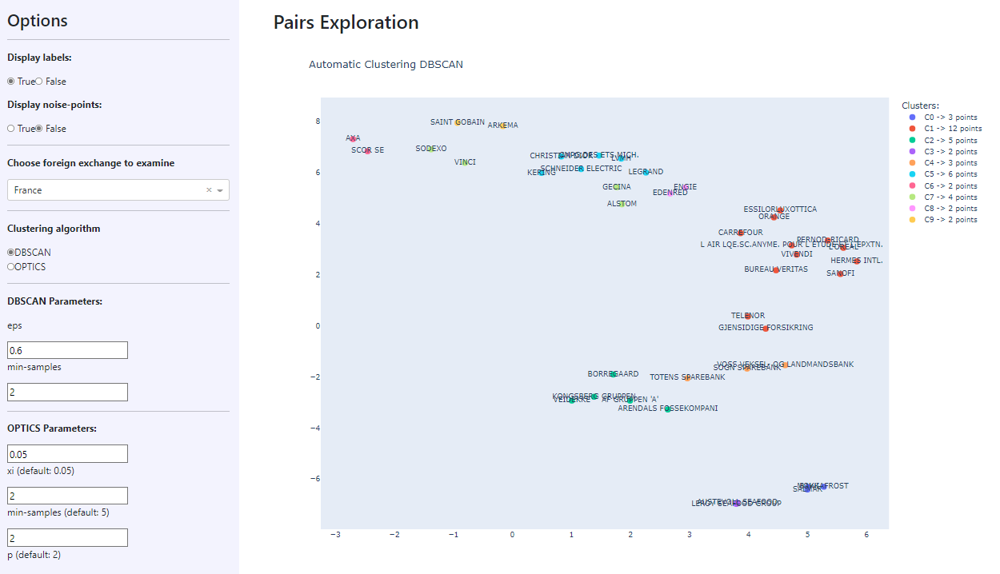 Options
Display labels:
True False
Display noise-points:
True False
Choose foreign exchange to examine
France
Clustering algorithm
DBSCAN
OPTICS
DBSCAN Parameters:
eps
0.6
min-samples
2
OPTICS Parameters:
0.05
xi (default: 0.05)
2
min-samples (default: 5)
2
p (default: 2)
Pairs Exploration
Automatic Clustering DBSCAN
8
6
4
2
0
−2
−4
−6
−3 −2 −1 0 1 2 3 4 5 6
SAINT GOBAIN
ARKEMA
AXA
SCOR SE
SODEXO
VINCI
CHRISTIAN DIOR
LVMH
SCHNEIDER ELECTRIC
KERING
LEGRAND
GECINA
ENGIE
EDENRED
ALSTOM
ESSILORLUXOTTICA
ORANGE
CARREFOUR
PERNOD-RICARD
L AIR LQE.SC.ANYME. POUR L ETUDE ET L EPXTN.
L'OREAL
VIVENDI
HERMES INTL.
BUREAU VERITAS
SANOFI
TELENOR
GJENSIDIGE FORSIKRING
VOSS VEKSEL- OG LANDMANDSBANK
SOGN SPAREBANK
BORREGAARD
TOTENS SPAREBANK
KONGSBERG GRUPPEN
VEIDEKKE
AF GRUPPEN 'A'
ARENDALS FOSSEKOMPANI
SALMAR
AUSTEVOLL SEAFOOD
LEROY SEAFOOD GROUP
Clusters:
C0 -> 3 points
C1 -> 12 points
C2 -> 5 points
C3 -> 2 points
C4 -> 3 points
C5 -> 6 points
C6 -> 2 points
C7 -> 4 points
C8 -> 2 points
C9 -> 2 points